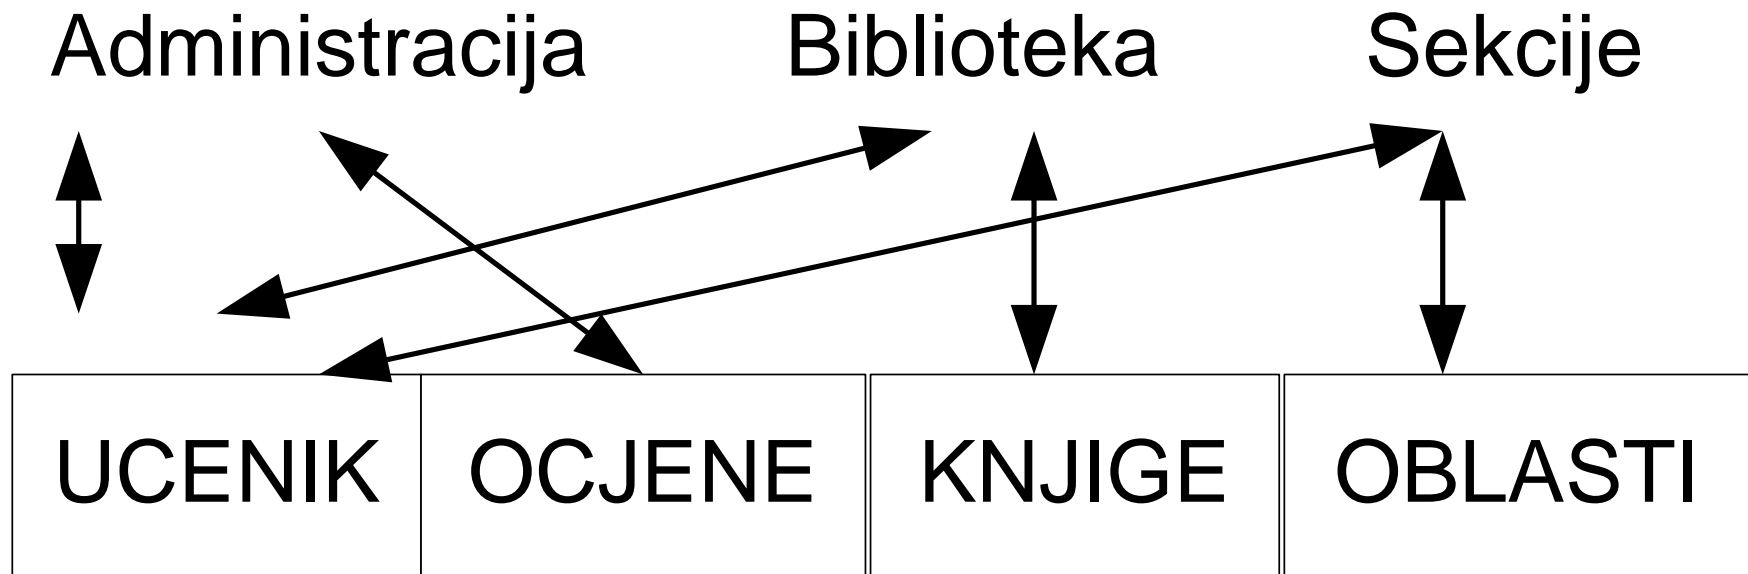 Administracija Biblioteka Sekcije
UCENIK OCJENE KNJIGE OBLASTI